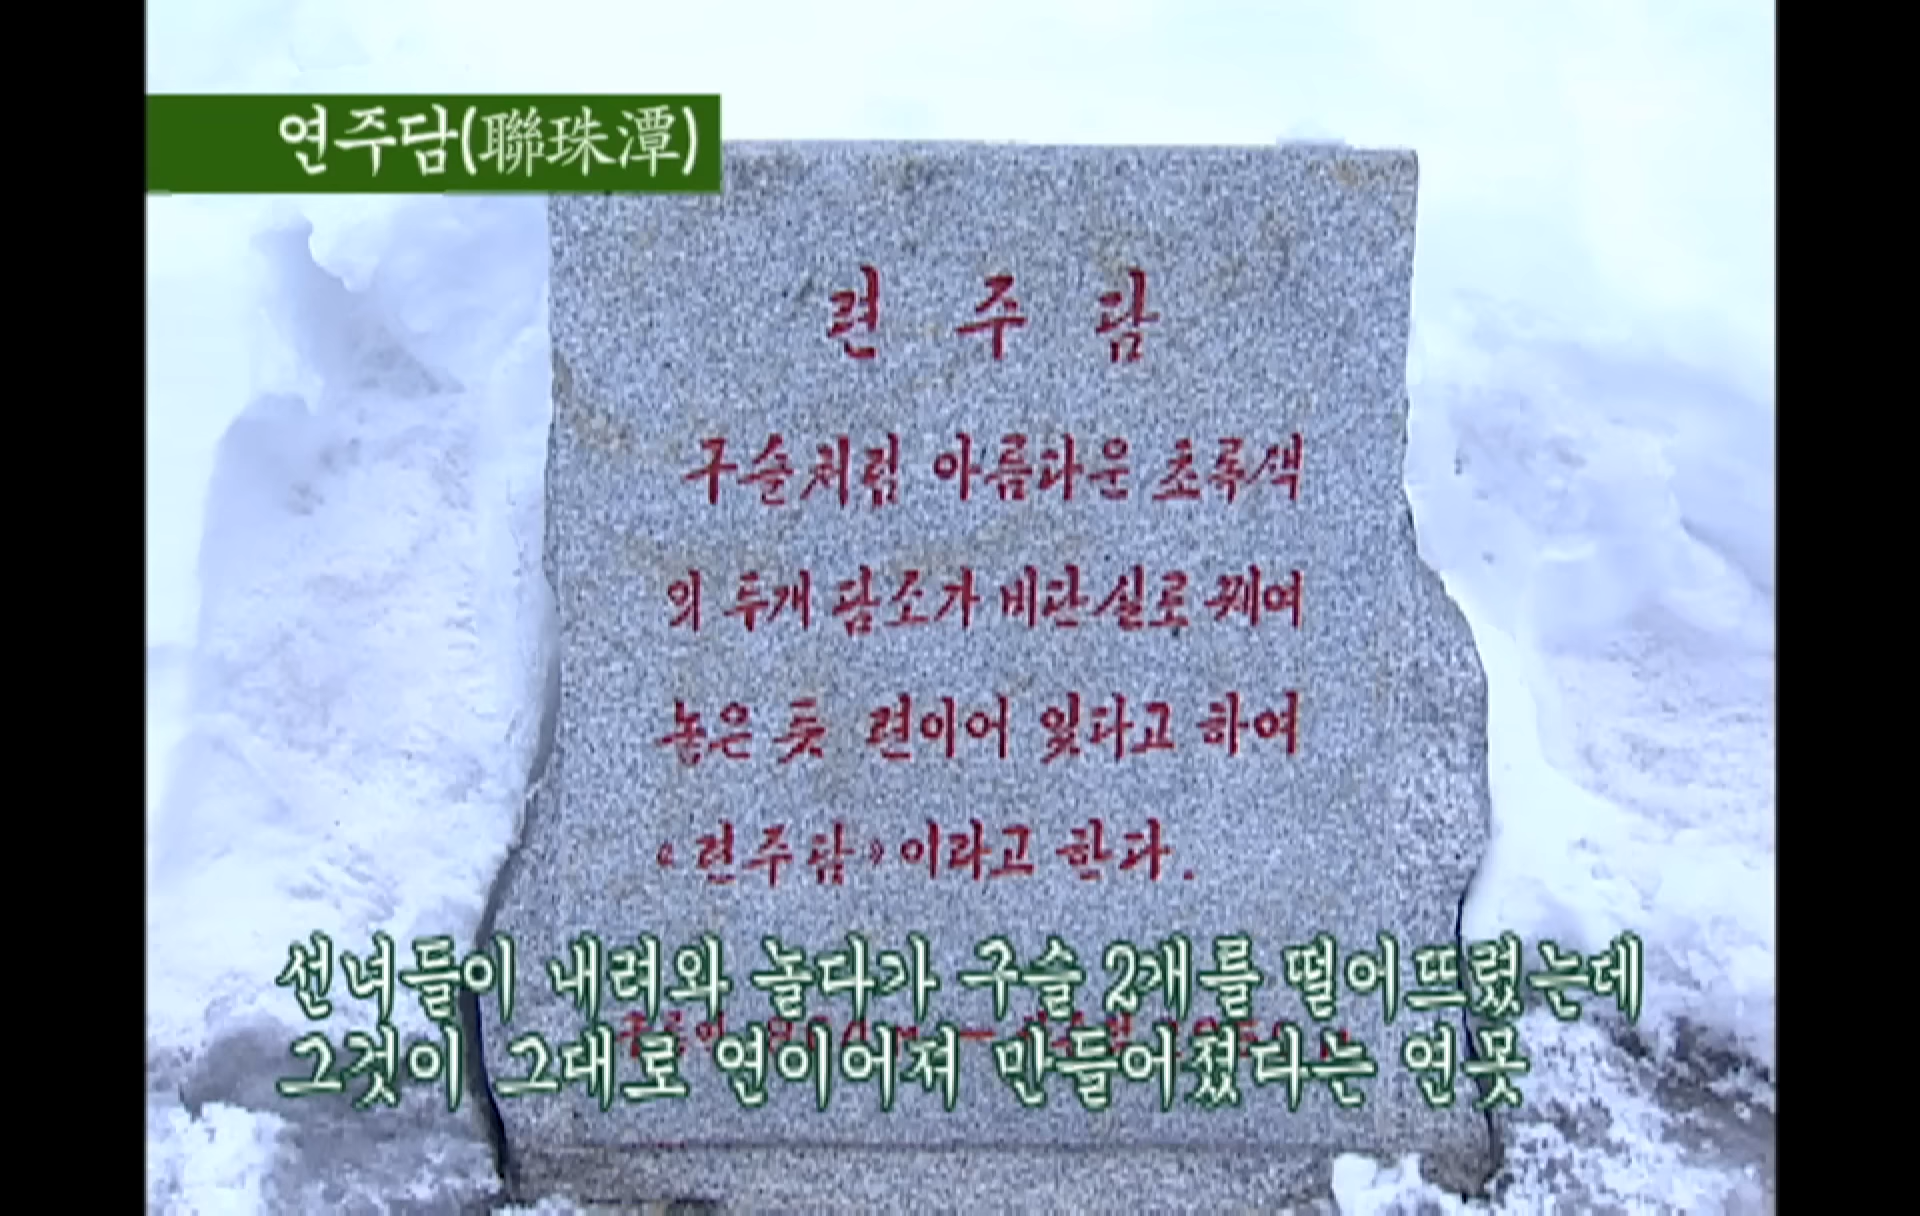 연주담(聯珠潭)
련 주 담
구슬처럼 아름다운 초록색
의 두개 담소가 비단실로 꿰여
놓은 듯 련이어 있다고 하여
《련주담》이라고 한다.
선녀들이 내려와 놀다가 구슬 2개를 떨어뜨렸는데
그것이 그대로 연이어져 만들어졌다는 연못